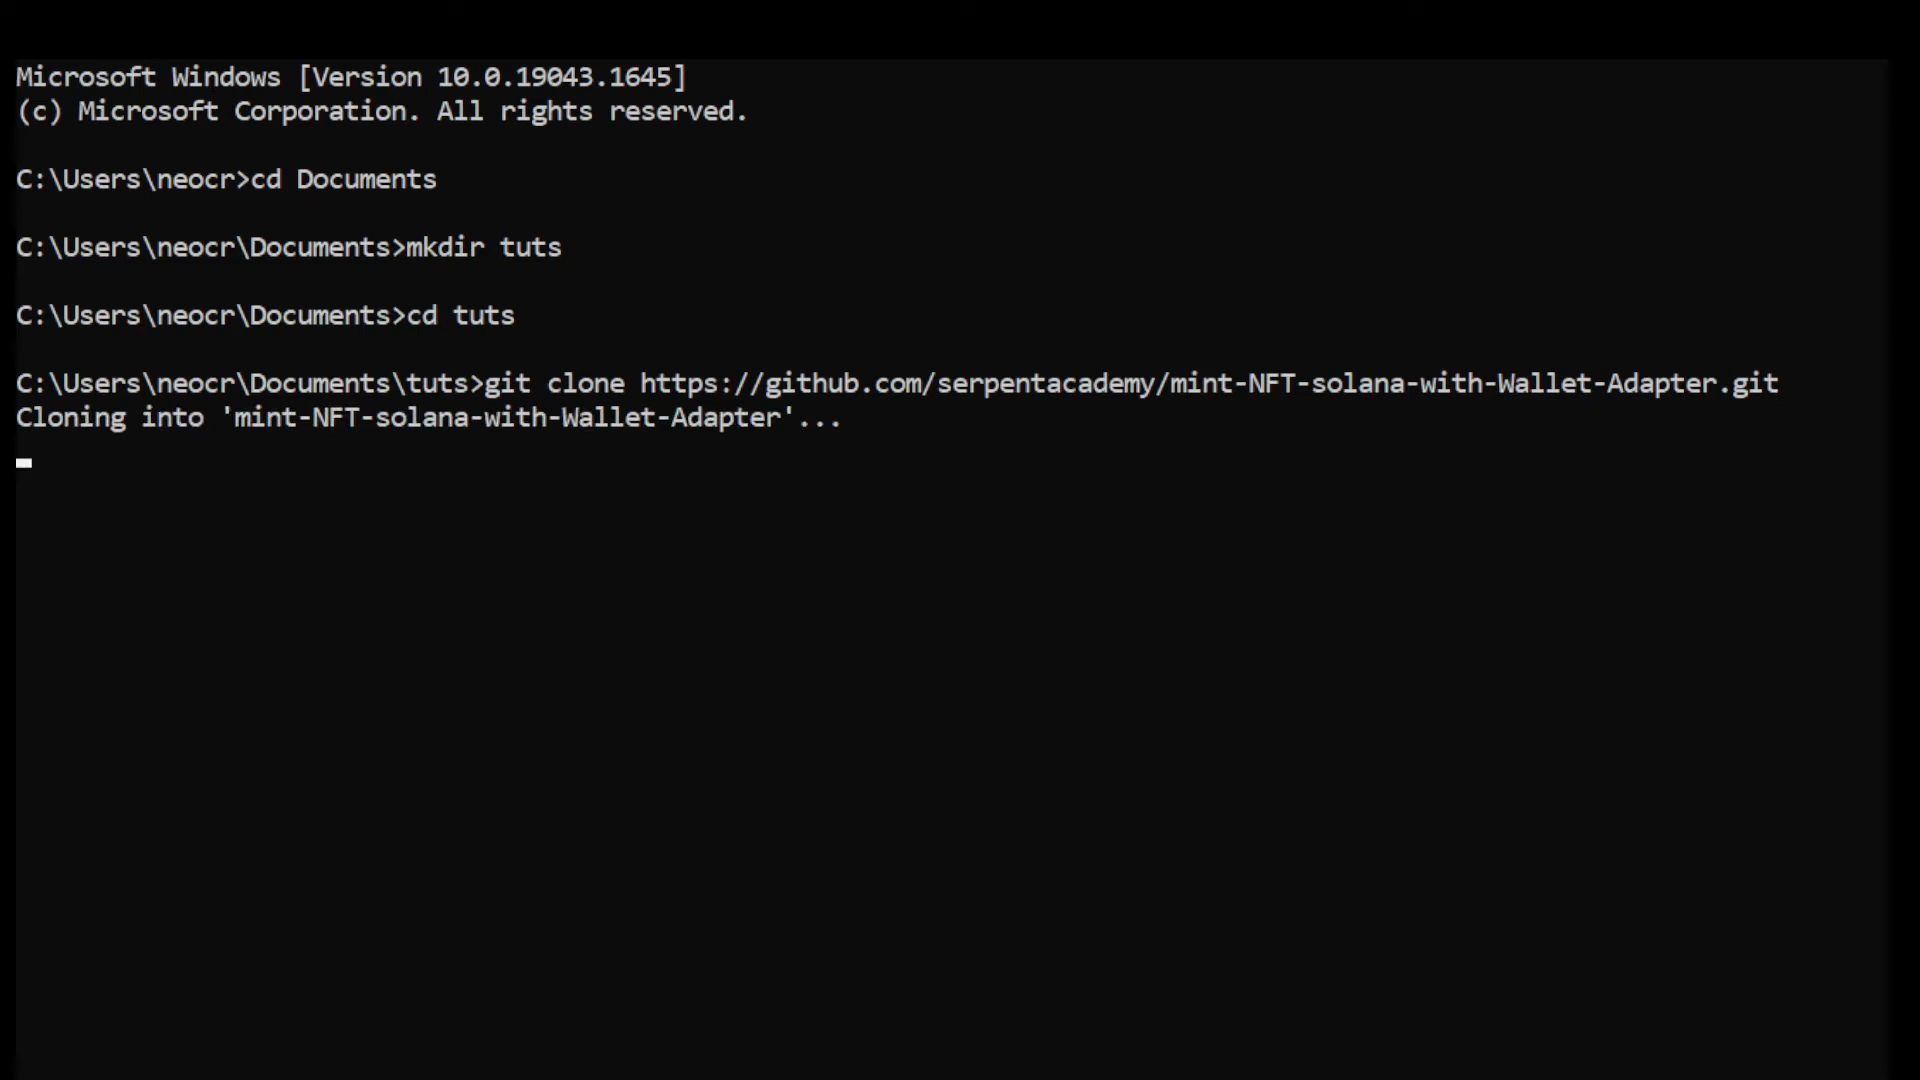 Microsoft Windows [Version 10.0.19043.1645]
(c) Microsoft Corporation. All rights reserved.
C:\Users\neocr>cd Documents
C:\Users\neocr\Documents>mkdir tuts
C:\Users\neocr\Documents>cd tuts
C:\Users\neocr\Documents\tuts>git clone https://github.com/serpentacademy/mint-NFT-solana-with-Wallet-Adapter.git
Cloning into 'mint-NFT-solana-with-Wallet-Adapter'...